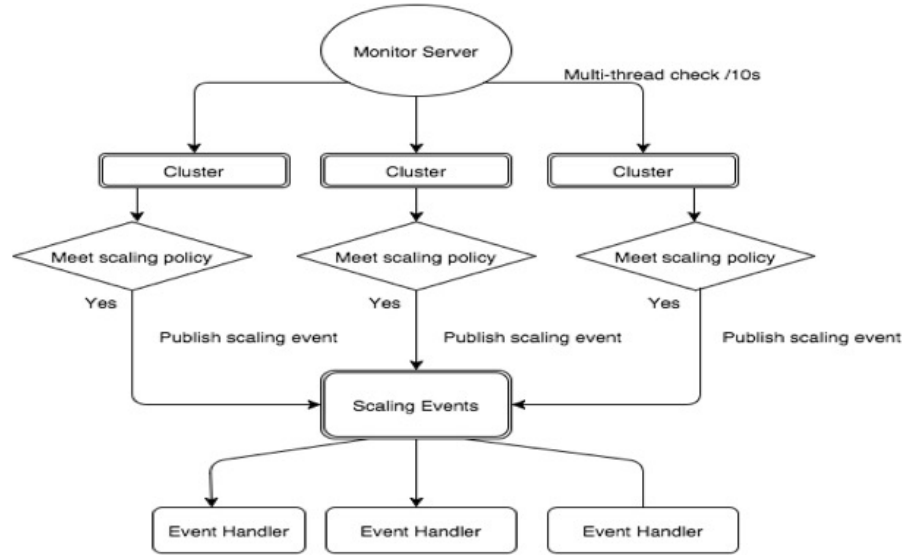 Monitor Server
Multi-thread check /10s
Cluster
Cluster
Cluster
Meet scaling policy
Meet scaling policy
Meet scaling policy
Yes
Yes
Yes
Publish scaling event
Publish scaling event
Publish scaling event
Scaling Events
Event Handler
Event Handler
Event Handler